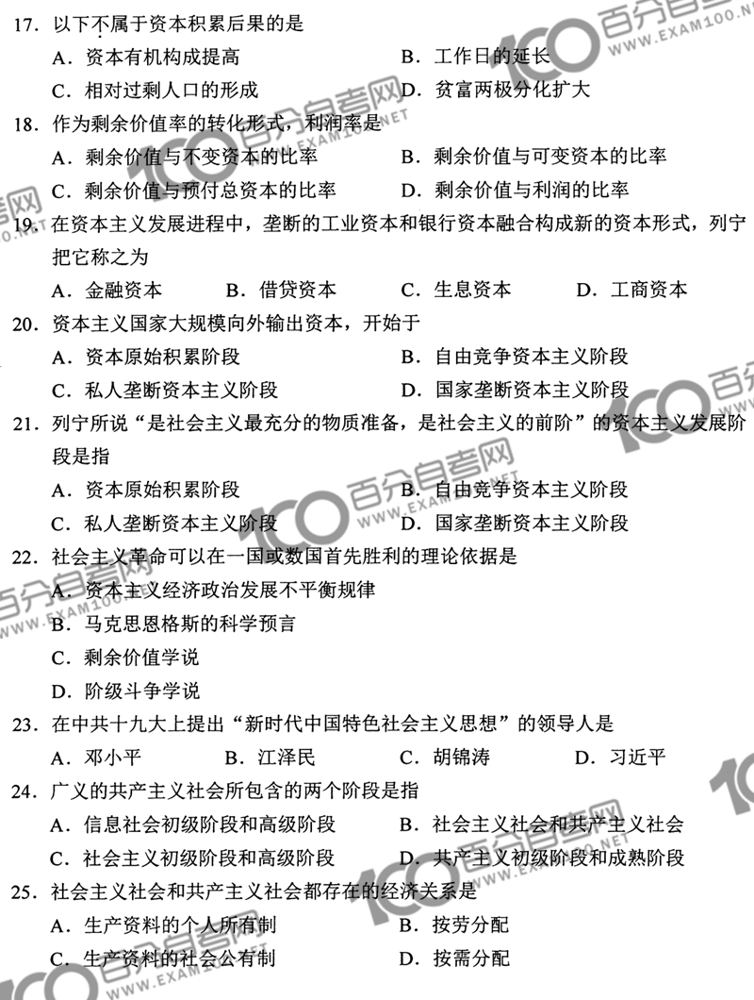 17．以下不属于资本积累后果的是
A．资本有机构成提高 B．工作日的延长
C．相对过剩人口的形成 D．贫富两极分化扩大
18．作为剩余价值率的转化形式，利润率是
A．剩余价值与不变资本的比率 B．剩余价值与可变资本的比率
C．剩余价值与预付总资本的比率 D．剩余价值与利润的比率
19．在资本主义发展进程中，垄断的工业资本和银行资本融合构成新的资本形式，列宁
把它称之为
A．金融资本 B．借贷资本 C．生息资本 D．工商资本
20．资本主义国家大规模向外输出资本，开始于
A．资本原始积累阶段 B．自由竞争资本主义阶段
C．私人垄断资本主义阶段 D．国家垄断资本主义阶段
21．列宁所说“是社会主义最充分的物质准备，是社会主义的前阶”的资本主义发展阶
段是指
A．资本原始积累阶段 B．自由竞争资本主义阶段
C．私人垄断资本主义阶段 D．国家垄断资本主义阶段
22．社会主义革命可以在一国或数国首先胜利的理论依据是
A．资本主义经济政治发展不平衡规律
B．马克思恩格斯的科学预言
C．剩余价值学说
D．阶级斗争学说
23．在中共十九大上提出“新时代中国特色社会主义思想”的领导人是
A．邓小平 B．江泽民 C．胡锦涛 D．习近平
24．广义的共产主义社会所包含的两个阶段是指
A．信息社会初级阶段和高级阶段 B．社会主义社会和共产主义社会
C．社会主义初级阶段和高级阶段 D．共产主义初级阶段和成熟阶段
25．社会主义社会和共产主义社会都存在的经济关系是
A．生产资料的个人所有制 B．按劳分配
C．生产资料的社会公有制 D．按需分配
100百分自考网
WWW.EXAM100.NET